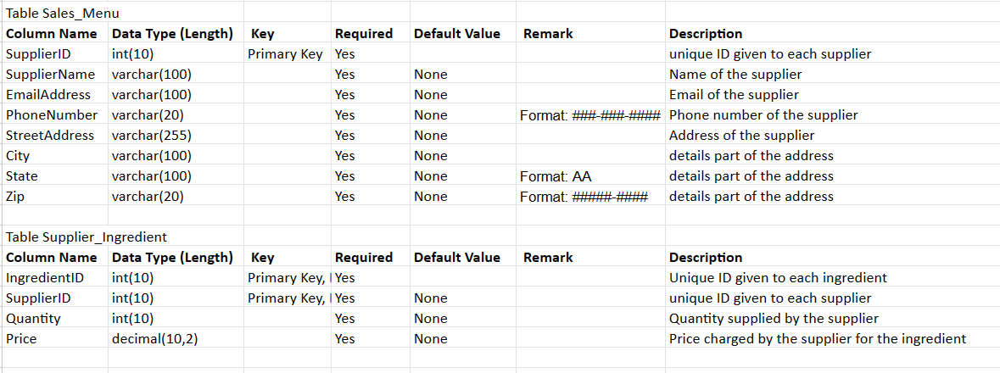 Table Sales_Menu
Column Name Data Type (Length) Key Required Default Value Remark Description
SupplierID int(10) Primary Key Yes unique ID given to each supplier
SupplierName varchar(100) Yes None Name of the supplier
EmailAddress varchar(100) Yes None Email of the supplier
PhoneNumber varchar(20) Yes None Format: ###-###-#### Phone number of the supplier
StreetAddress varchar(255) Yes None Address of the supplier
City varchar(100) Yes None details part of the address
State varchar(100) Yes None Format: AA details part of the address
Zip varchar(20) Yes None Format: #####-#### details part of the address
Table Supplier_Ingredient
Column Name Data Type (Length) Key Required Default Value Remark Description
IngredientID int(10) Primary Key, Yes Unique ID given to each ingredient
SupplierID int(10) Primary Key, Yes None unique ID given to each supplier
Quantity int(10) Yes None Quantity supplied by the supplier
Price decimal(10,2) Yes None Price charged by the supplier for the ingredient